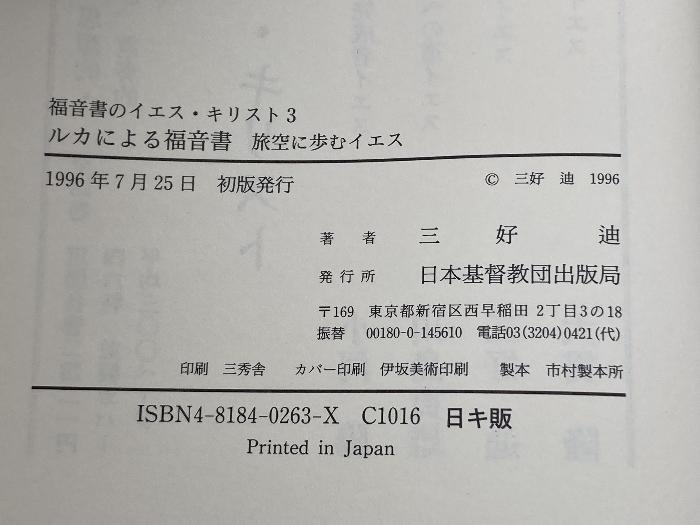 福音書のイエス・キリスト3
ルカによる福音書 旅空に歩むイエス
1996年7月25日 初版発行 © 三好 迪 1996
著者 三好 迪
発行所 日本基督教団出版局
〒169 東京都新宿区西早稲田 2丁目3の18
振替 00180-0-145610 電話03(3204)0421(代)
印刷 三秀舎 カバー印刷 伊坂美術印刷 製本 市村製本所
ISBN4-8184-0263-X C1016 日キ販
Printed in Japan